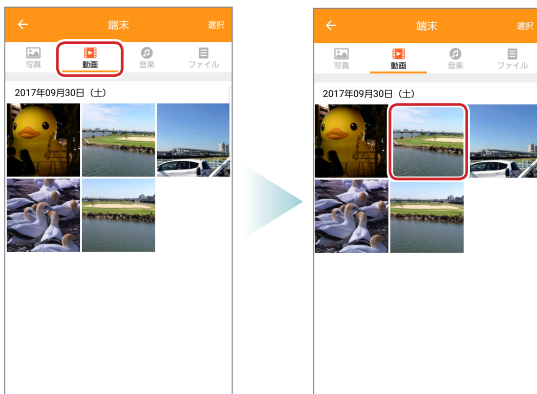 端末
選択
写真
動画
音楽
ファイル
2017年09月30日（土）
端末
選択
写真
動画
音楽
ファイル
2017年09月30日（土）